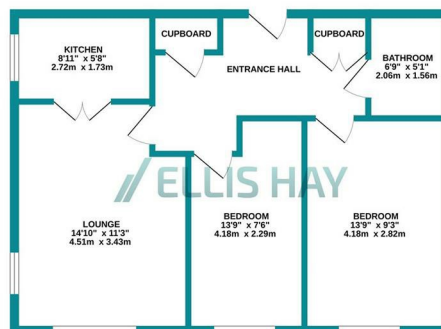 KITCHEN
8'11" x 5'8"
2.72m x 1.73m
CUPBOARD
CUPBOARD
ENTRANCE HALL
BATHROOM
6'9" x 5'1"
2.06m x 1.56m
ELLIS HAY
LOUNGE
14'10" x 11'3"
4.51m x 3.43m
BEDROOM
13'9" x 7'6"
4.18m x 2.29m
BEDROOM
13'9" x 9'3"
4.18m x 2.82m